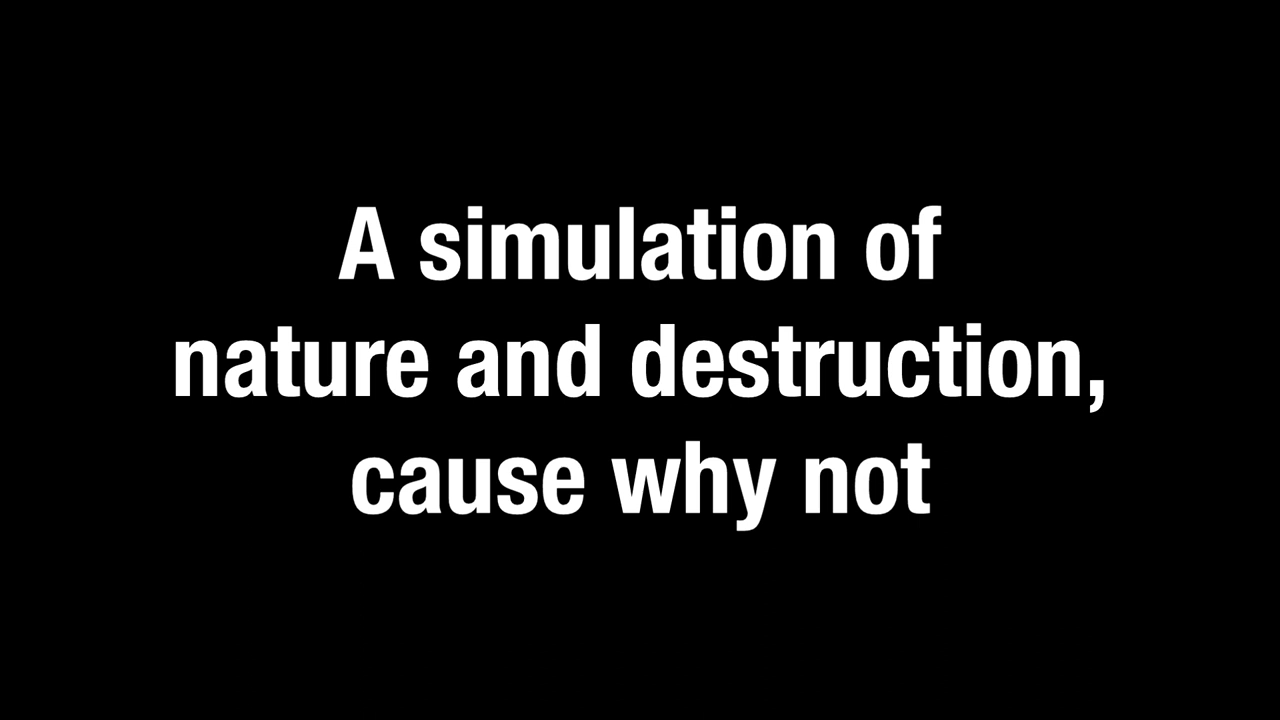 A simulation of
nature and destruction,
cause why not